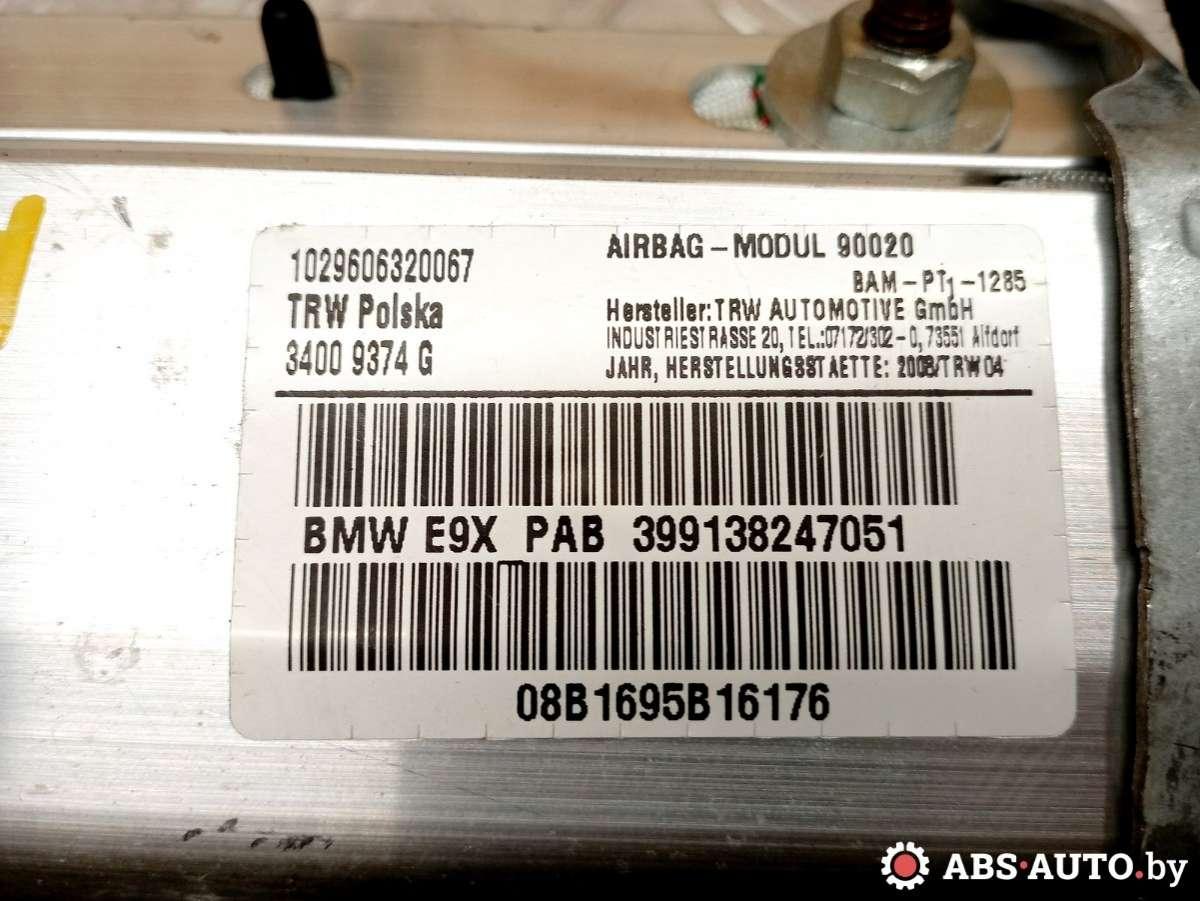 1029606320067
TRW Polska
3400 9374 G
AIRBAG-MODUL 90020
BAM-PT1-1285
Hersteller:TRW AUTOMOTIVE GmbH
INDUSTRIESTRASSE 20, TEL.:07172/302-0, 73551 Alfdorf
JAHR, HERSTELLUNGSSTAETTE: 2008/TRW04
BMW E9X PAB 399138247051
08B1695B16176
ABS·AUTO.by